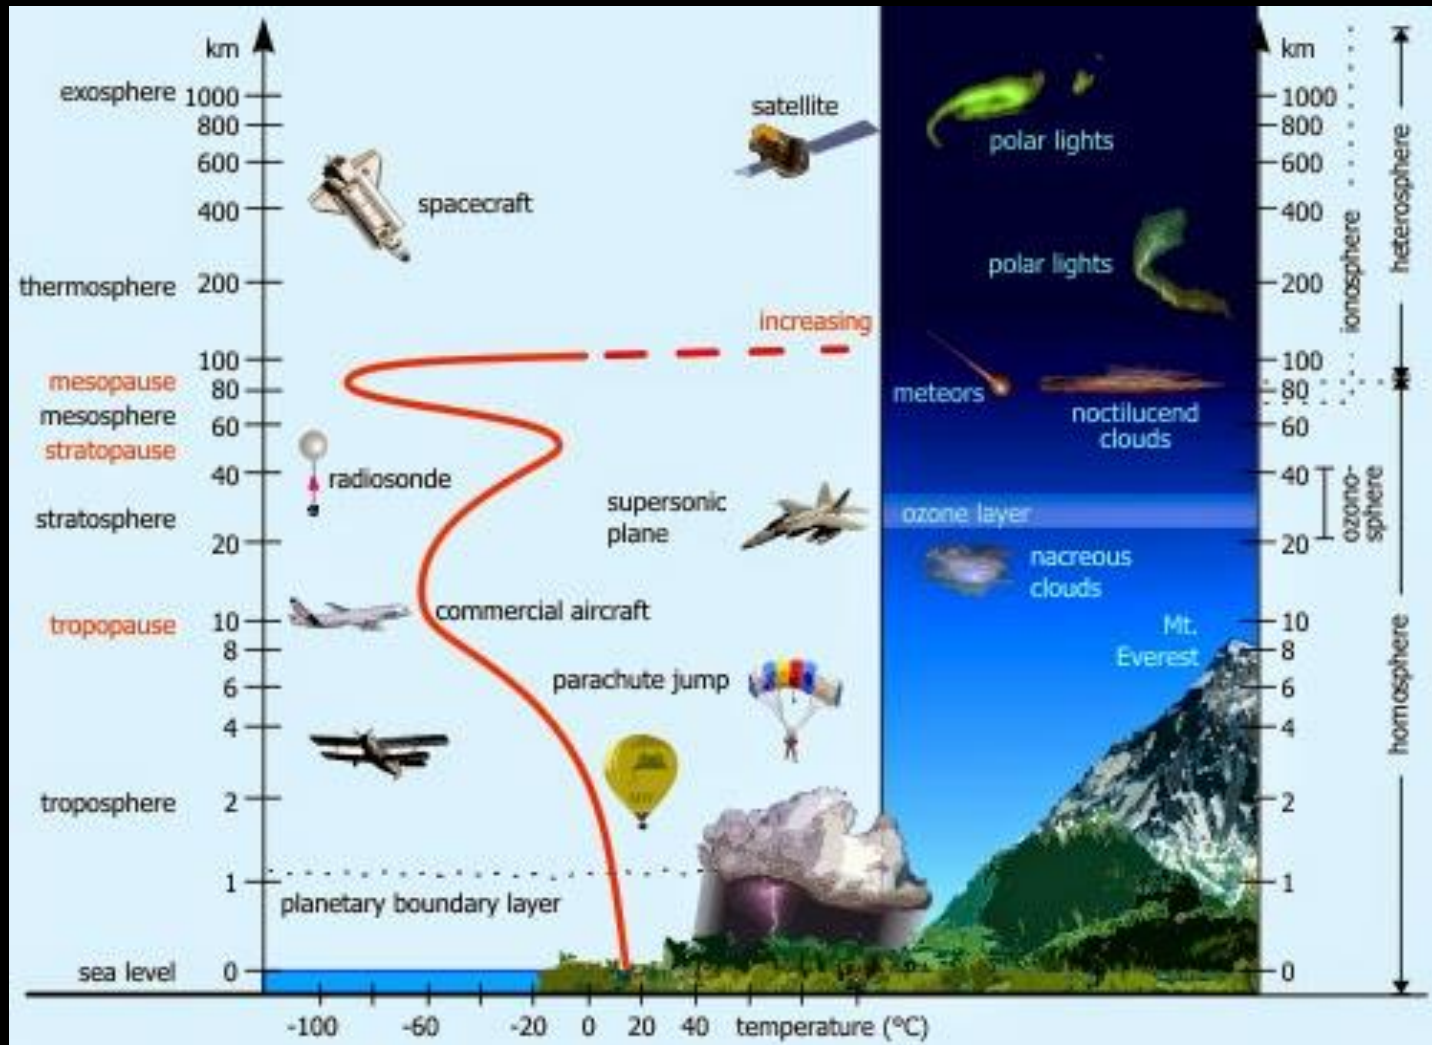 km
km
exosphere
1000
1000
satellite
800
800
polar lights
600
600
spacecraft
400
400
heterosphere
ionosphere
polar lights
thermosphere
200
200
increasing
100
100
mesopause
80
meteors
80
mesosphere
60
noctilucend
clouds
60
stratopause
40
radiosonde
40
ozono-
sphere
supersonic
plane
ozone layer
stratosphere
20
20
nacreous
clouds
commercial aircraft
tropopause
10
10
Mt.
Everest
8
8
parachute jump
6
6
homosphere
4
4
troposphere
2
2
1
1
planetary boundary layer
sea level
0
0
-100
-60
-20
0
20
40
temperature (°C)